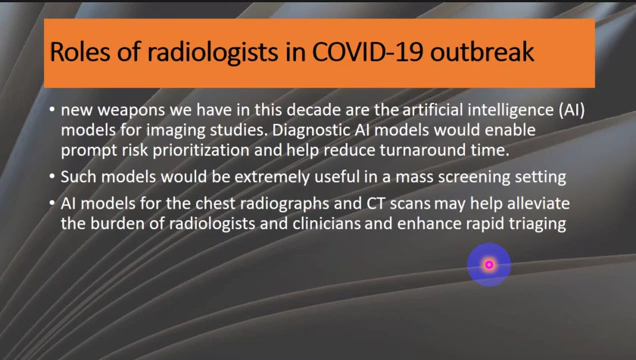 Roles of radiologists in COVID-19 outbreak
• new weapons we have in this decade are the artificial intelligence (AI)
models for imaging studies. Diagnostic AI models would enable
prompt risk prioritization and help reduce turnaround time.
• Such models would be extremely useful in a mass screening setting
• AI models for the chest radiographs and CT scans may help alleviate
the burden of radiologists and clinicians and enhance rapid triaging